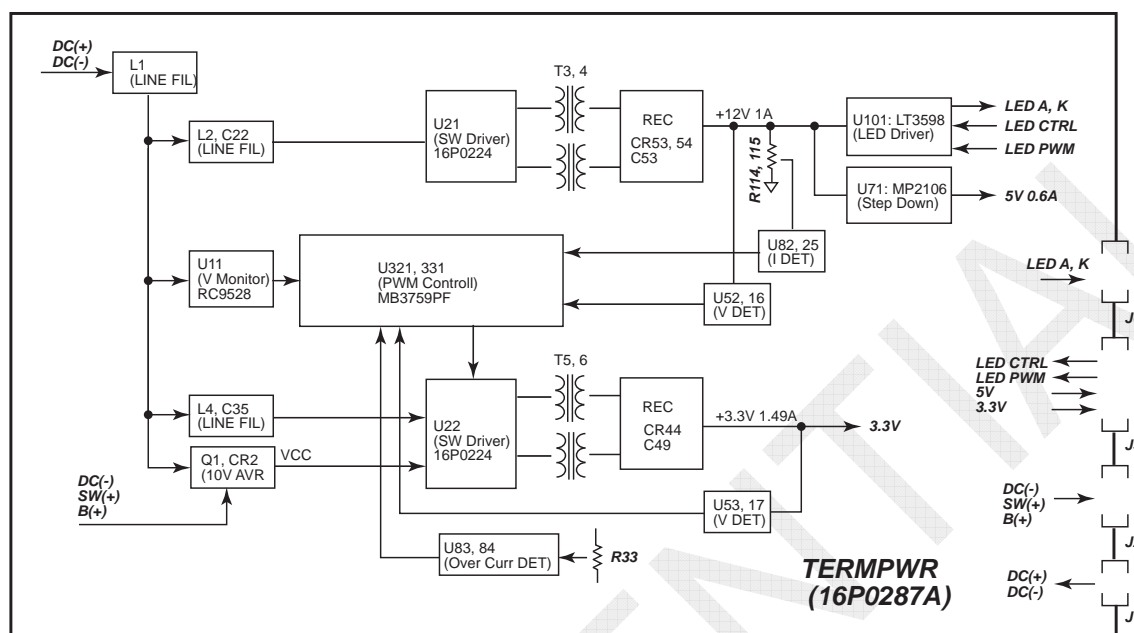 DC(+)
DC(-)
L1
(LINE FIL)
T3, 4
L2, C22
(LINE FIL)
U21
(SW Driver)
16P0224
REC
CR53, 54
C53
+12V 1A
R114, 115
U101: LT3598
(LED Driver)
LED A, K
LED CTRL
LED PWM
U71: MP2106
(Step Down)
5V 0.6A
U11
(V Monitor)
RC9528
U321, 331
(PWM Controll)
MB3759PF
U82, 25
(I DET)
U52, 16
(V DET)
LED A, K
J
T5, 6
L4, C35
(LINE FIL)
U22
(SW Driver)
16P0224
REC
CR44
C49
+3.3V 1.49A
3.3V
LED CTRL
LED PWM
5V
3.3V
J
Q1, CR2
(10V AVR
VCC
DC(-)
SW(+)
B(+)
U53, 17
(V DET)
DC(-)
SW(+)
B(+)
J
U83, 84
(Over Curr DET)
R33
TERMPWR
(16P0287A)
DC(+)
DC(-)
J
ENTIAL